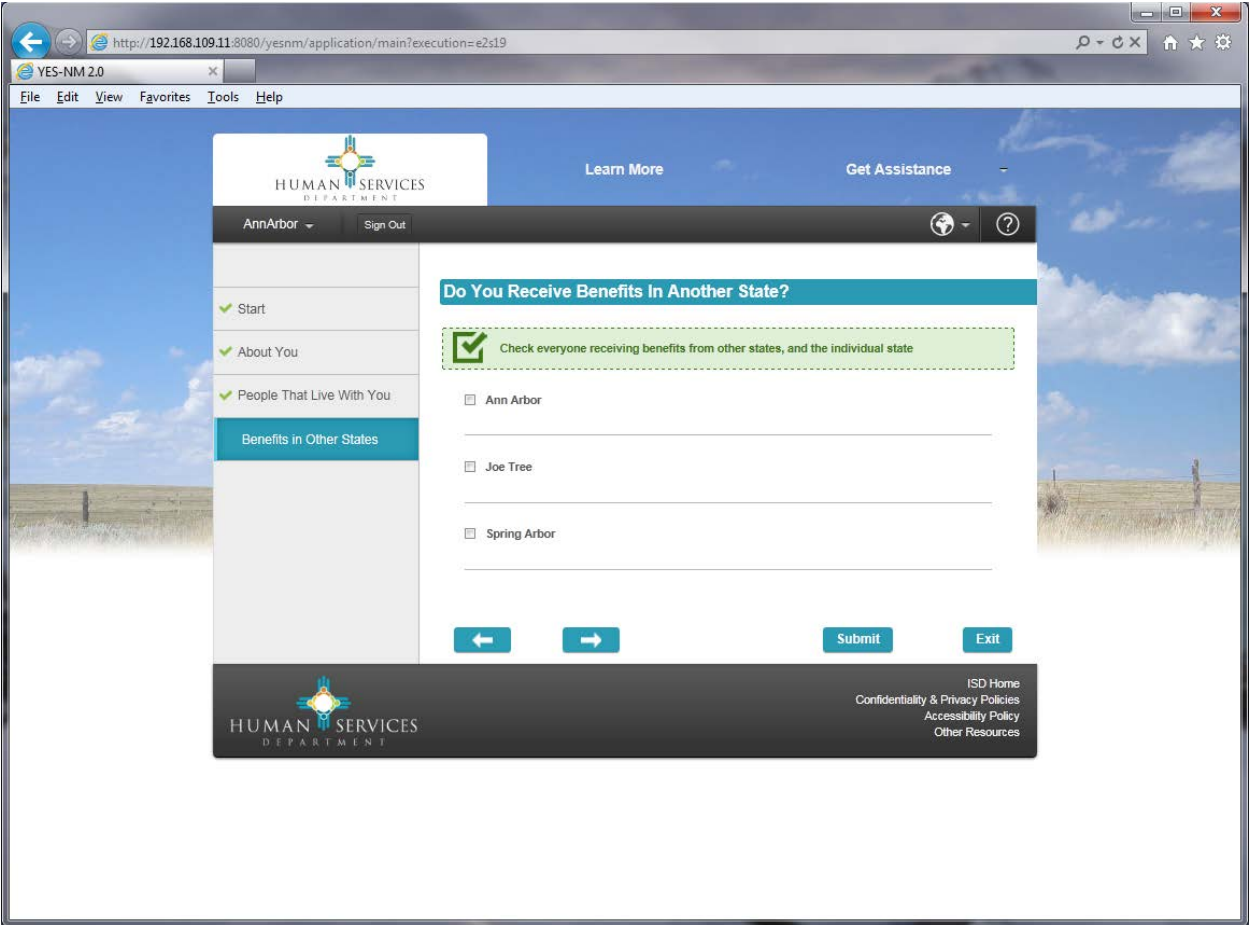 http://192.168.109.11:8080/yesnm/application/main?execution=e2s19
YES-NM 2.0
File Edit View Favorites Tools Help
HUMAN SERVICES
DEPARTMENT
Learn More
Get Assistance
AnnArbor
Sign Out
Start
About You
People That Live With You
Benefits in Other States
Do You Receive Benefits In Another State?
Check everyone receiving benefits from other states, and the individual state
Ann Arbor
Joe Tree
Spring Arbor
Submit
Exit
HUMAN SERVICES
DEPARTMENT
ISD Home
Confidentiality & Privacy Policies
Accessibility Policy
Other Resources